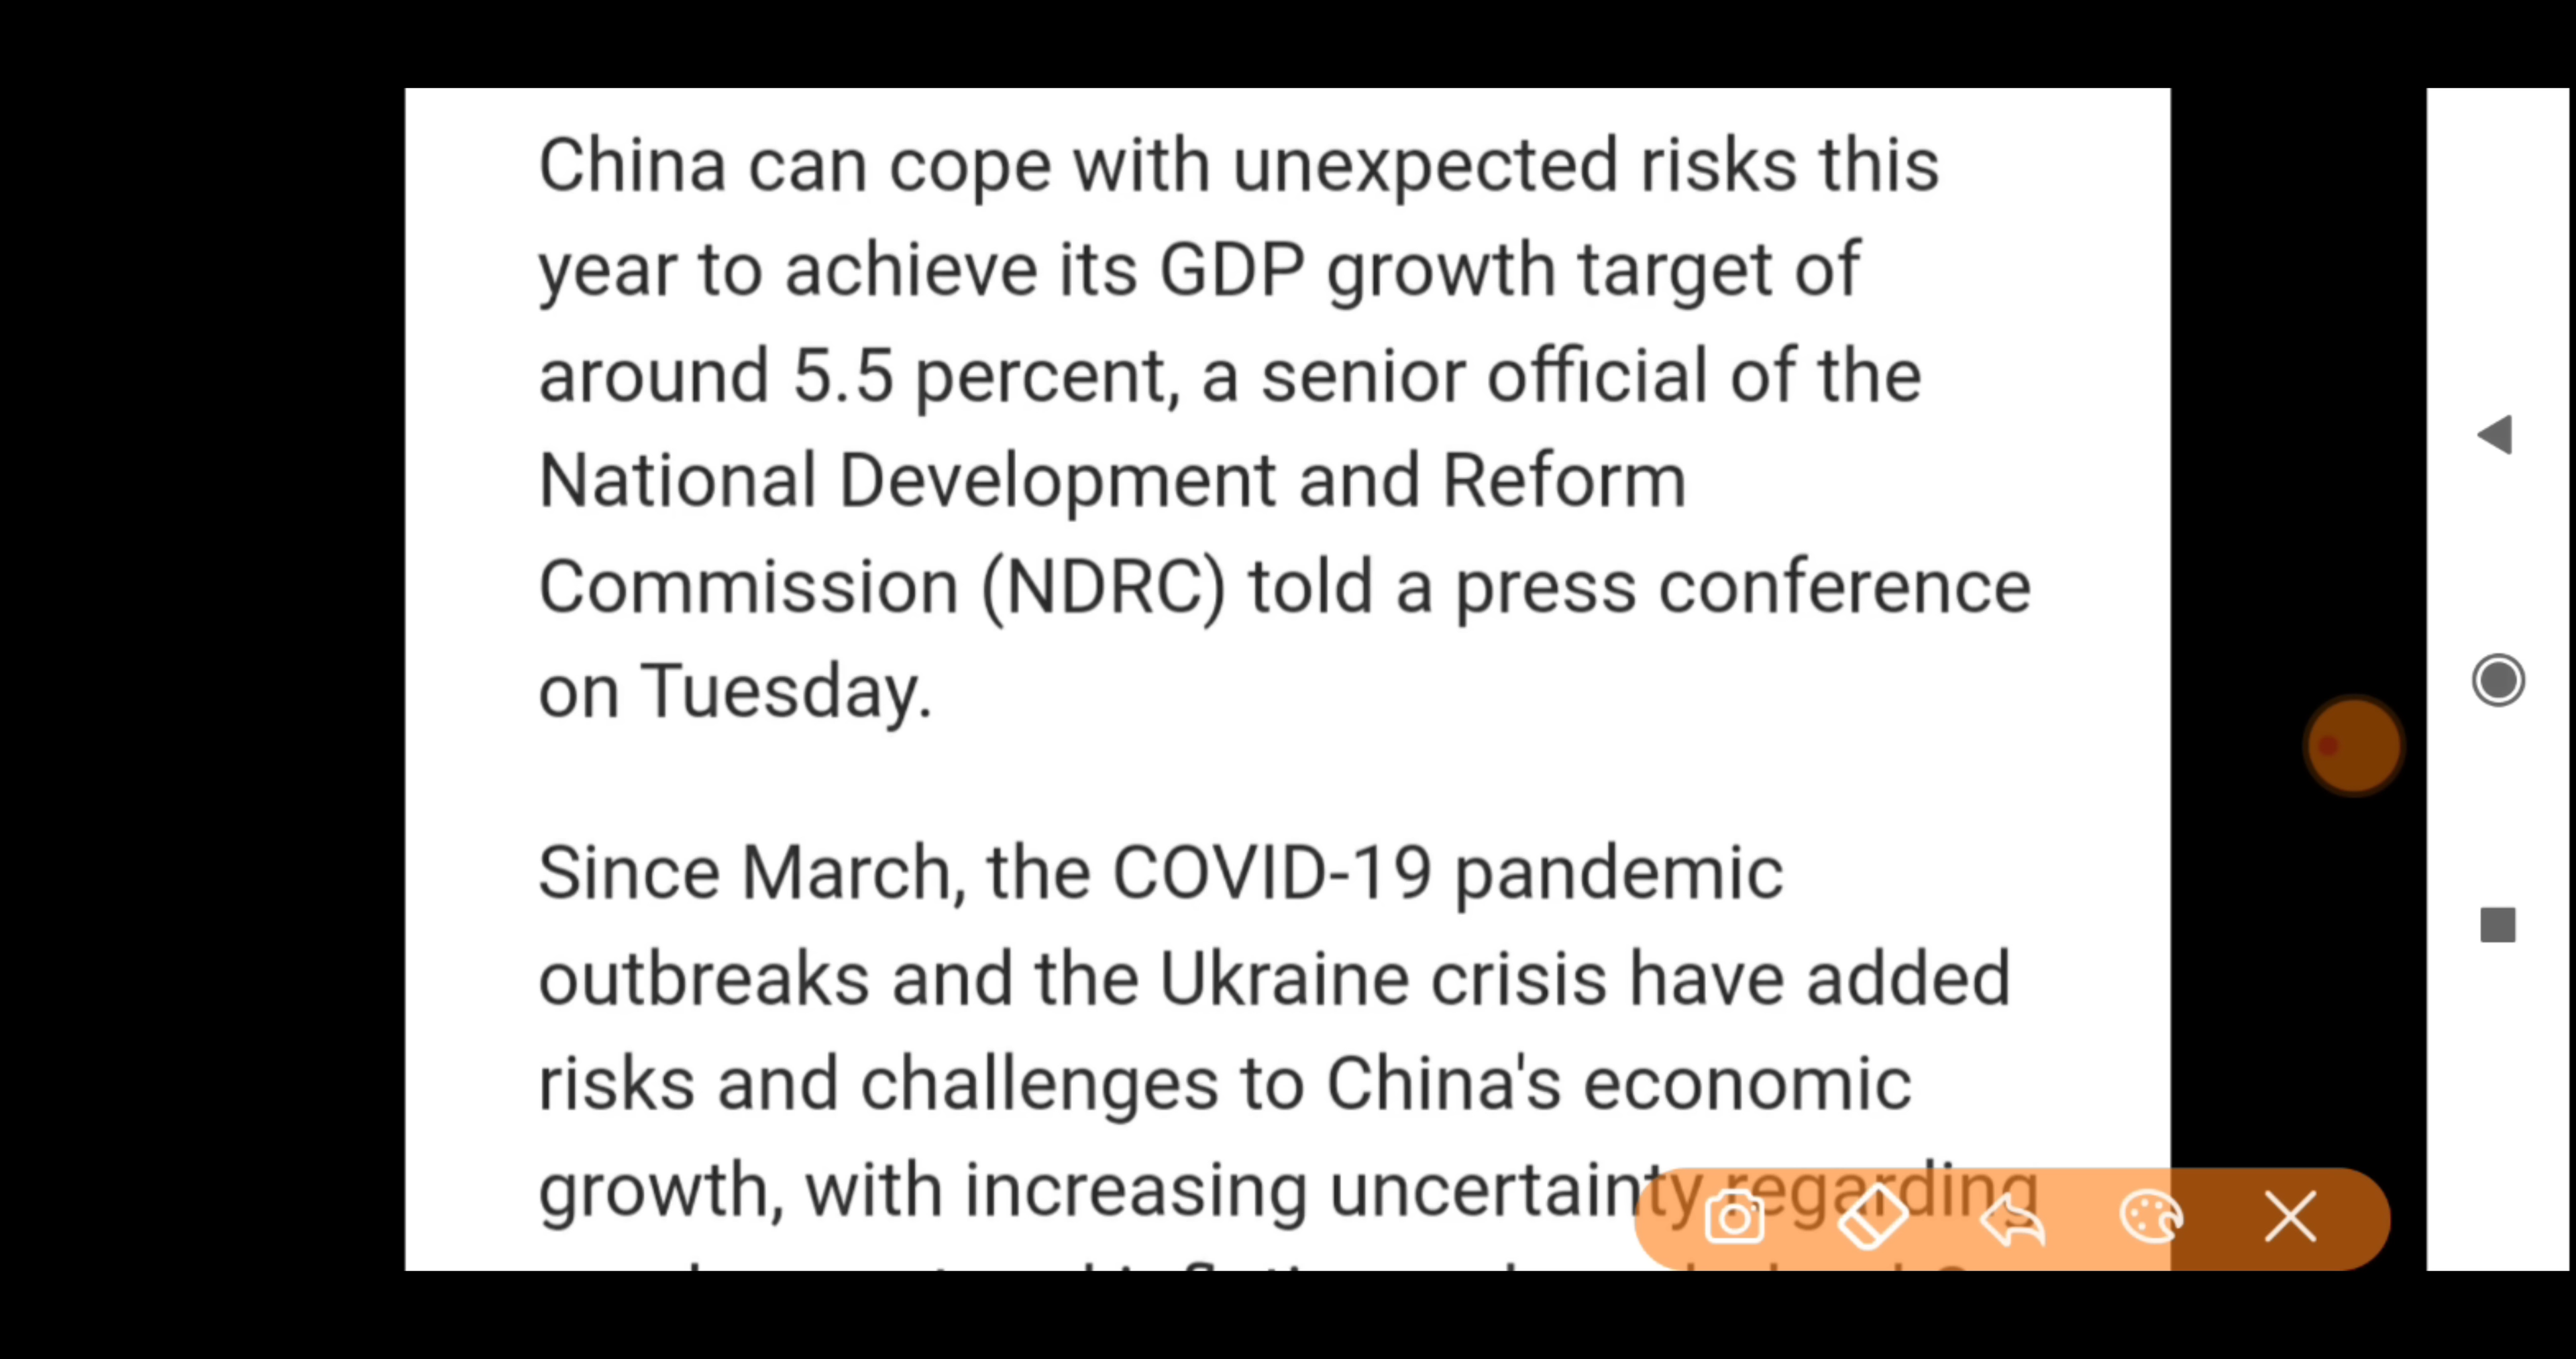 China can cope with unexpected risks this
year to achieve its GDP growth target of
around 5.5 percent, a senior official of the
National Development and Reform
Commission (NDRC) told a press conference
on Tuesday.
Since March, the COVID-19 pandemic
outbreaks and the Ukraine crisis have added
risks and challenges to China's economic
growth, with increasing uncertainty regarding